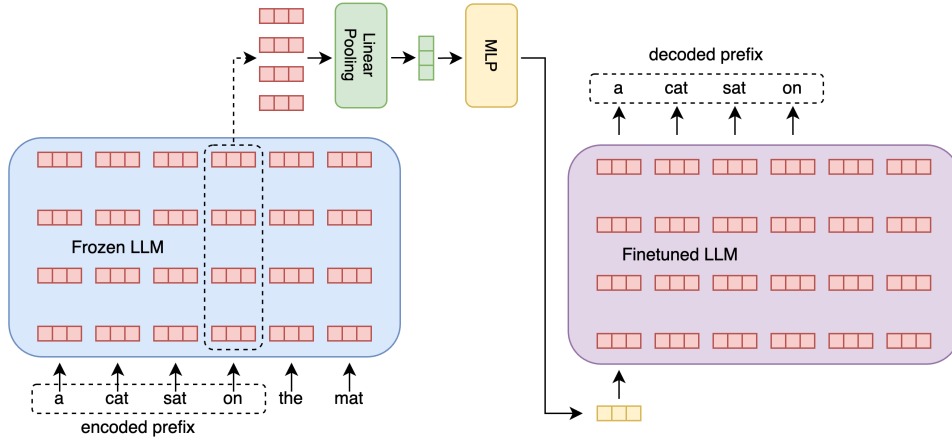 Linear
Pooling
MLP
decoded prefix
a cat sat on
Frozen LLM
Finetuned LLM
a cat sat on the mat
encoded prefix